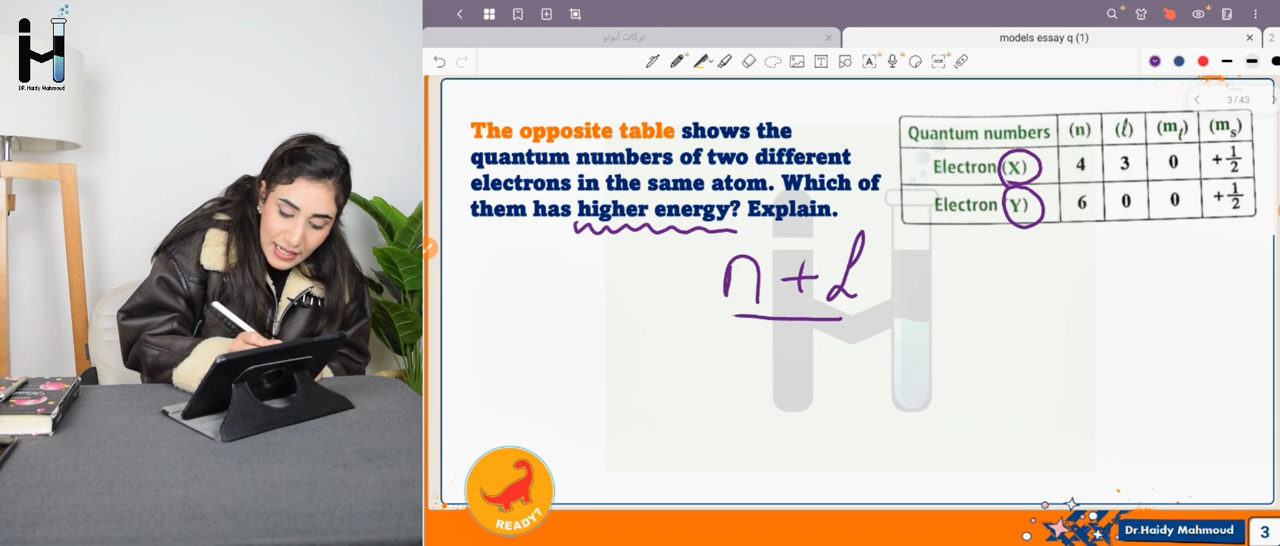 DR. Haidy Mahmoud
تركات أيوتو
models essay q (1)
2
3/43
The opposite table shows the
quantum numbers of two different
electrons in the same atom. Which of
them has higher energy? Explain.
Quantum numbers (n) (ℓ) (mℓ) (ms)
Electron (X) 4 3 0 +1/2
Electron (Y) 6 0 0 +1/2
n + ℓ
READY?
Dr.Haidy Mahmoud 3